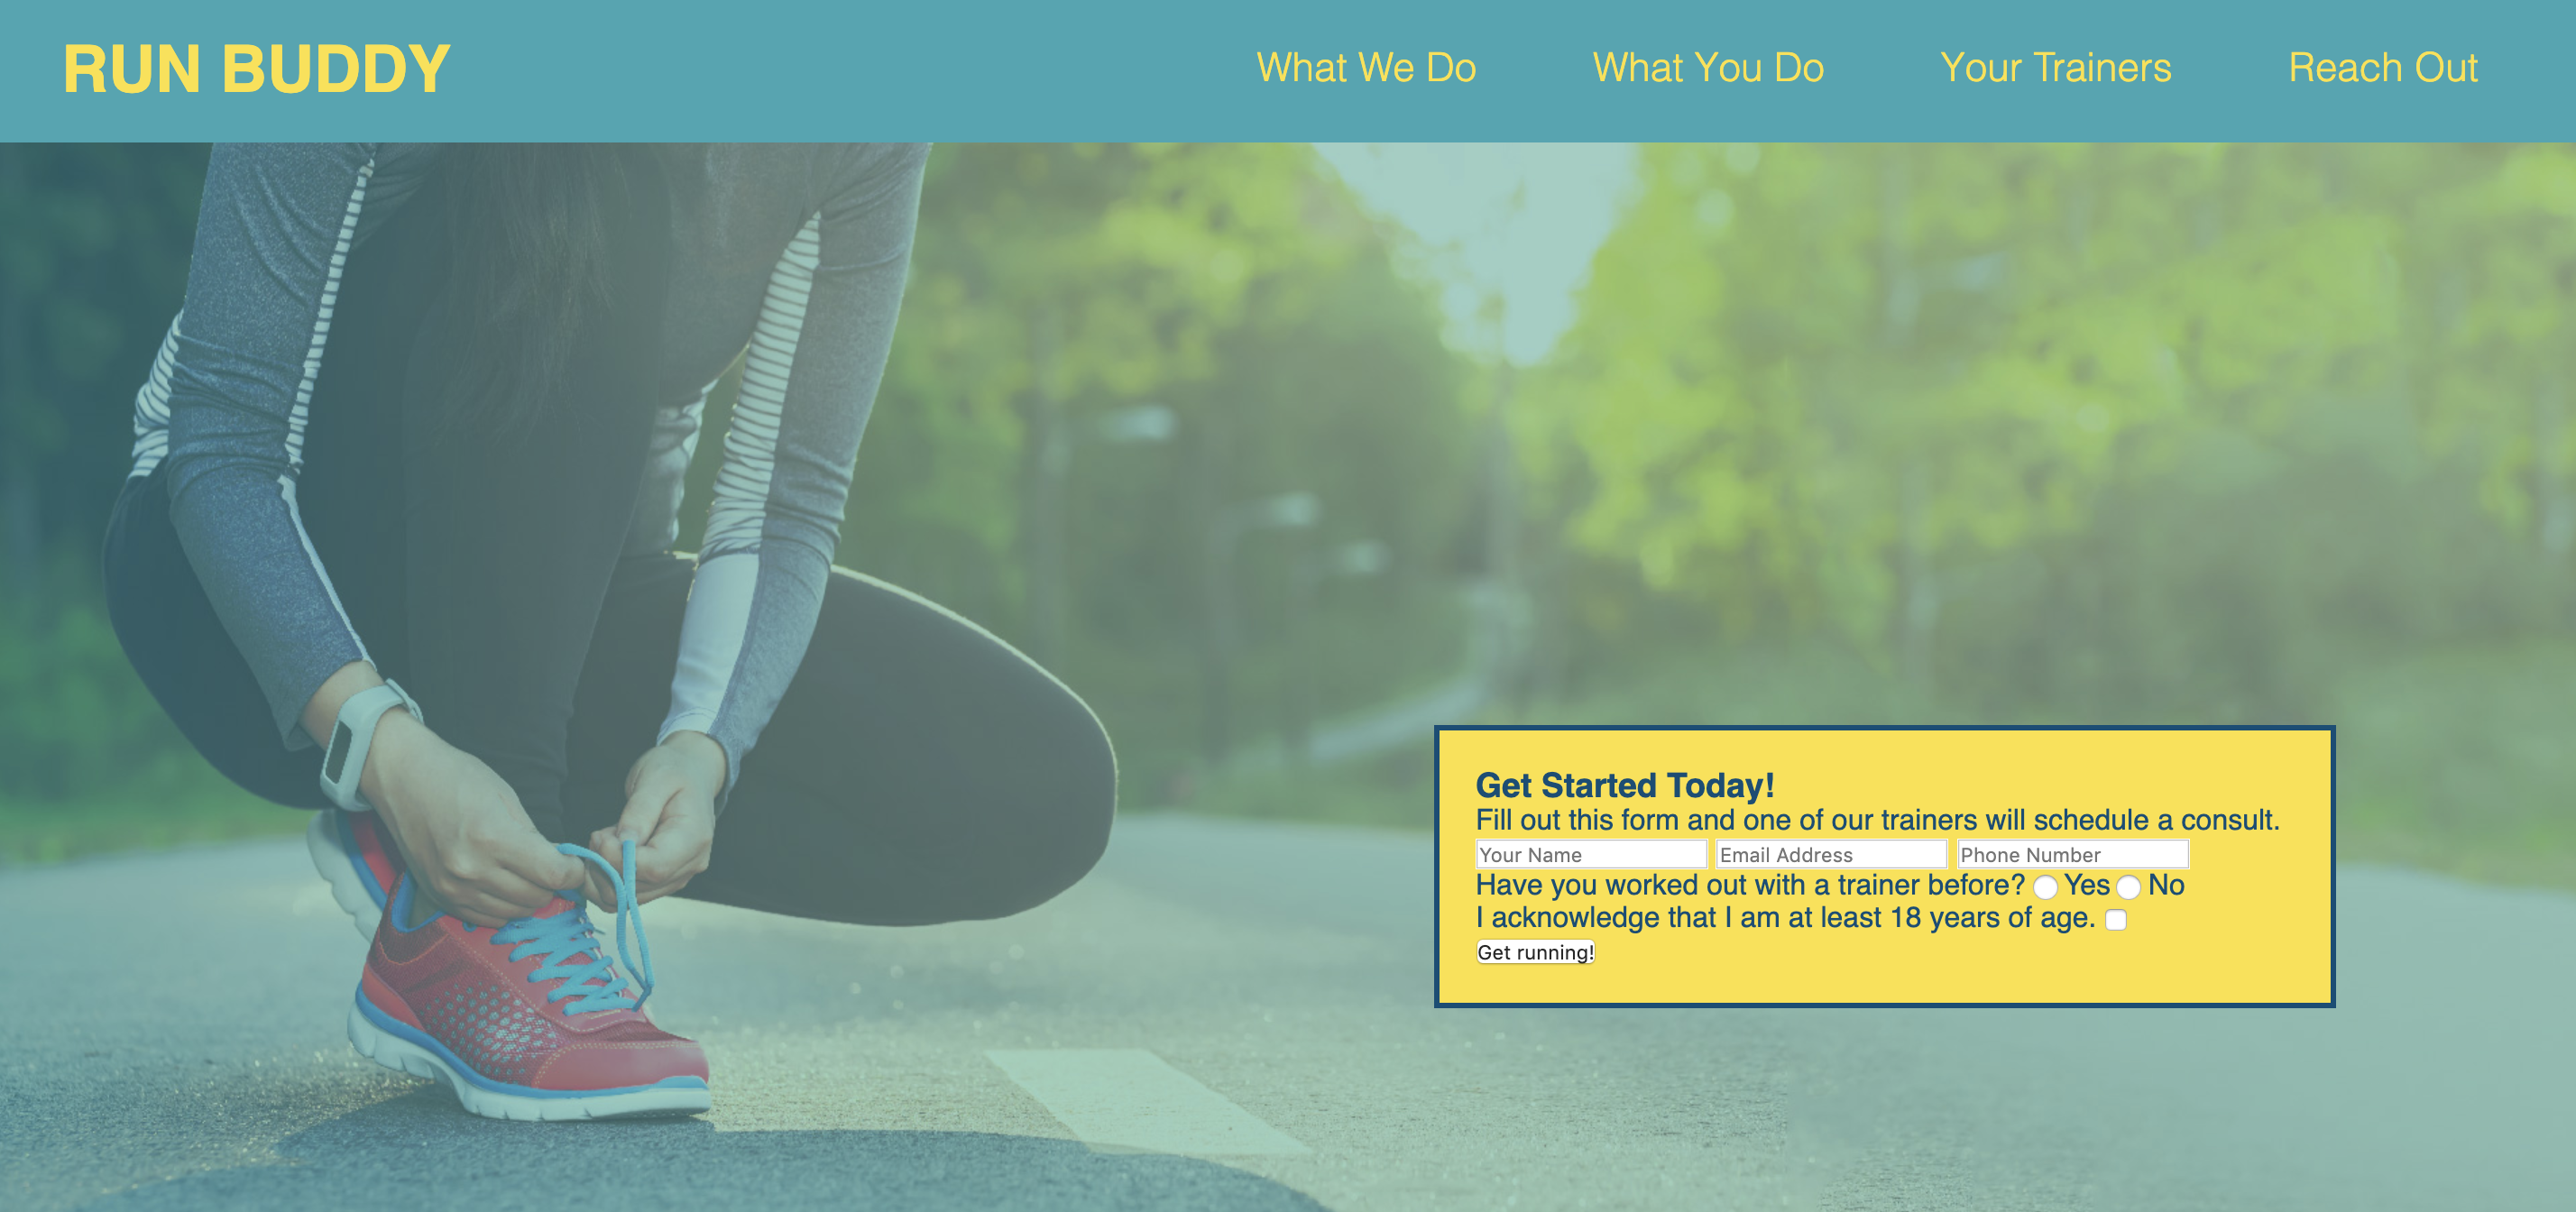 RUN BUDDY What We Do What You Do Your Trainers Reach Out
Get Started Today!
Fill out this form and one of our trainers will schedule a consult.
Your Name Email Address Phone Number
Have you worked out with a trainer before? Yes No
I acknowledge that I am at least 18 years of age.
Get running!